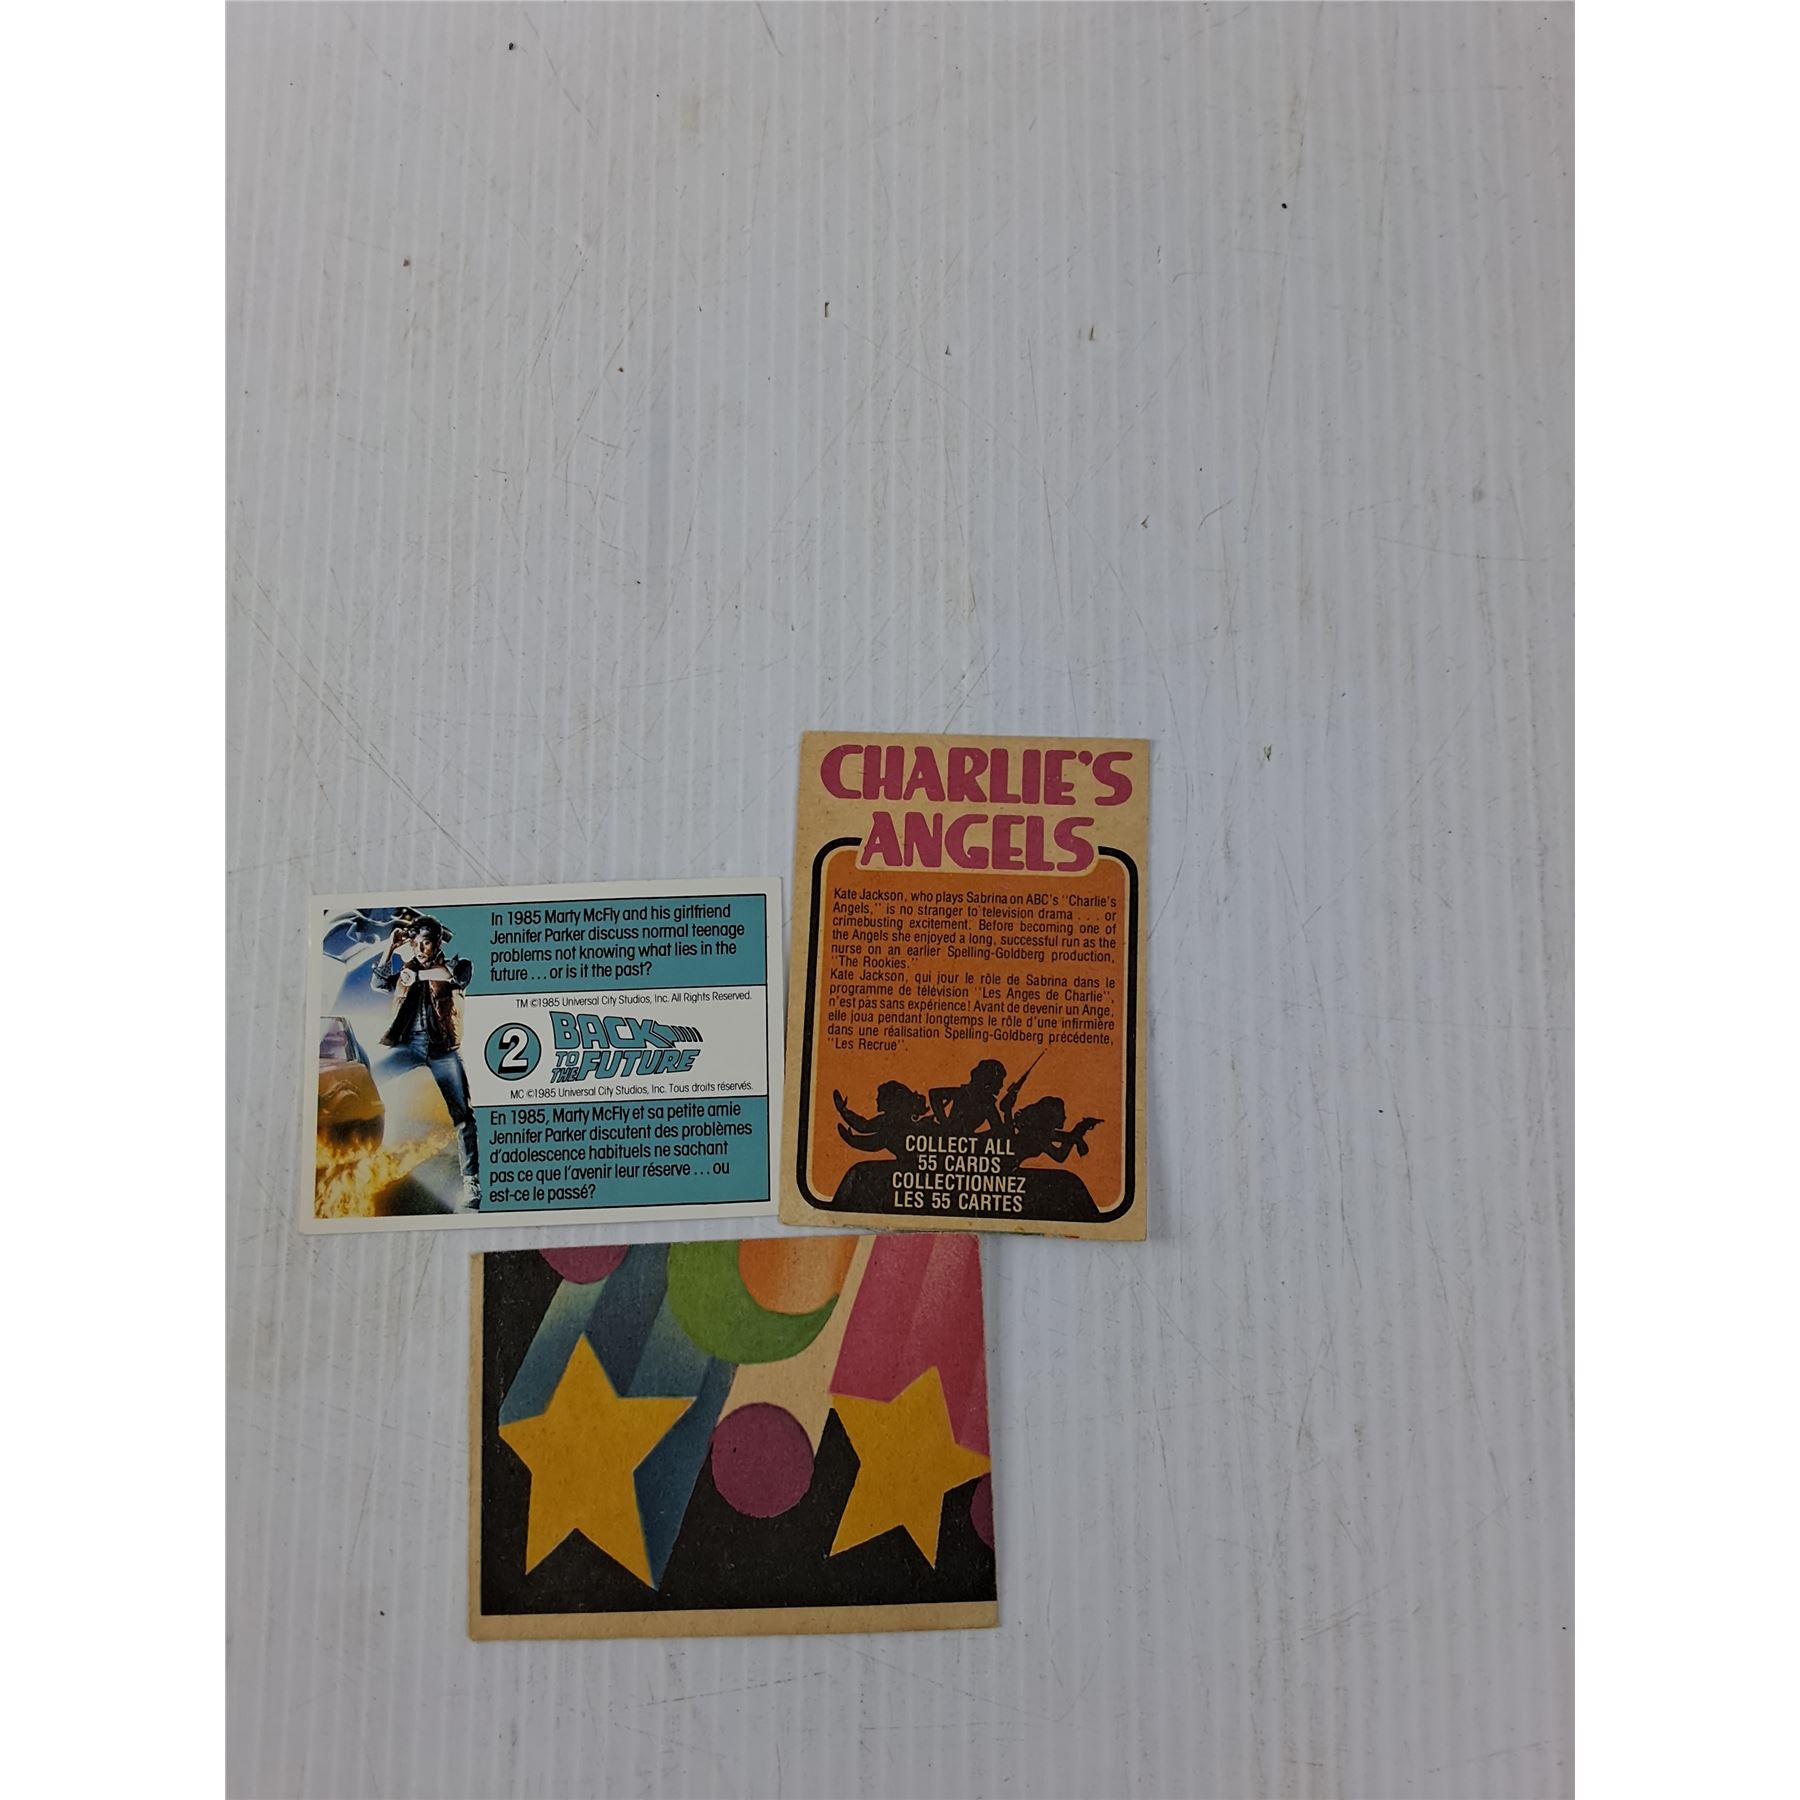 In 1985 Marty McFly and his girlfriend
Jennifer Parker discuss normal teenage
problems not knowing what lies in the
future ... or is it the past?
TM ©1985 Universal City Studios, Inc. All Rights Reserved.
2
BACK
TO
THE FUTURE
MC ©1985 Universal City Studios, Inc. Tous droits réservés.
En 1985, Marty McFly et sa petite amie
Jennifer Parker discutent des problèmes
d'adolescence habituels ne sachant
pas ce que l'avenir leur réserve ... ou
est-ce le passé?
CHARLIE'S
ANGELS
Kate Jackson, who plays Sabrina on ABC's "Charlie's
Angels," is no stranger to television drama . . . or
crimebusting excitement. Before becoming one of
the Angels she enjoyed a long, successful run as the
nurse on an earlier Spelling-Goldberg production,
"The Rookies."
Kate Jackson, qui jour le rôle de Sabrina dans le
programme de télévision "Les Anges de Charlie",
n'est pas sans expérience! Avant de devenir un Ange,
elle joua pendant longtemps le rôle d'une infirmière
dans une réalisation Spelling-Goldberg précédente,
"Les Recrue".
COLLECT ALL
55 CARDS
COLLECTIONNEZ
LES 55 CARTES